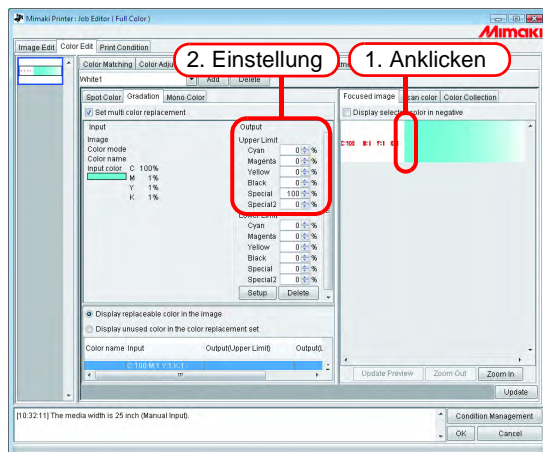 Mimaki Printer : Job Editor ( Full Color )
Mimaki
Image Edit Color Edit Print Condition
Color Matching Color Adju
2. Einstellung
1. Anklicken
White1 Add Delete
Spot Color Gradation Mono Color
Set multi color replacement
Input
Image
Color mode
Color name
Input color C 100%
M 1%
Y 1%
K 1%
Output
Upper Limit
Cyan 0 %
Magenta 0 %
Yellow 0 %
Black 0 %
Special 100 %
Special2 0 %
Lower Limit
Cyan 0 %
Magenta 0 %
Yellow 0 %
Black 0 %
Special 0 %
Special2 0 %
Setup Delete
Display replaceable color in the image
Display unused color in the color replacement set
Color name Input Output(Upper Limit) Output(L
C:100 M:1 Y:1 K:1
Focused image can color Color Collection
Display select color in negative
C:100 M:1 Y:1
Update Preview Zoom Out Zoom In
Update
[10:32:11] The media width is 25 inch (Manual Input).
Condition Management
OK Cancel